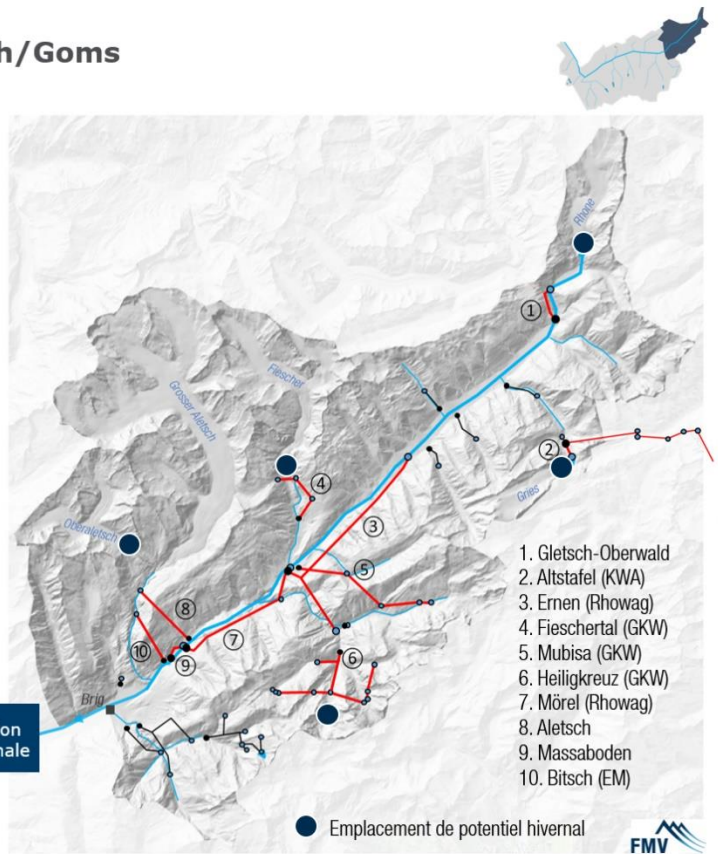 h/Goms
Rhone
①
Fiescher
Grosser Aletsch
②
④
Gries
③
Oberaletsch
⑤
⑧
⑦
⑥
⑩
⑨
Brig
on
nale
1. Gletsch-Oberwald
2. Altstafel (KWA)
3. Ernen (Rhowag)
4. Fieschertal (GKW)
5. Mubisa (GKW)
6. Heiligkreuz (GKW)
7. Mörel (Rhowag)
8. Aletsch
9. Massaboden
10. Bitsch (EM)
Emplacement de potentiel hivernal
FMV